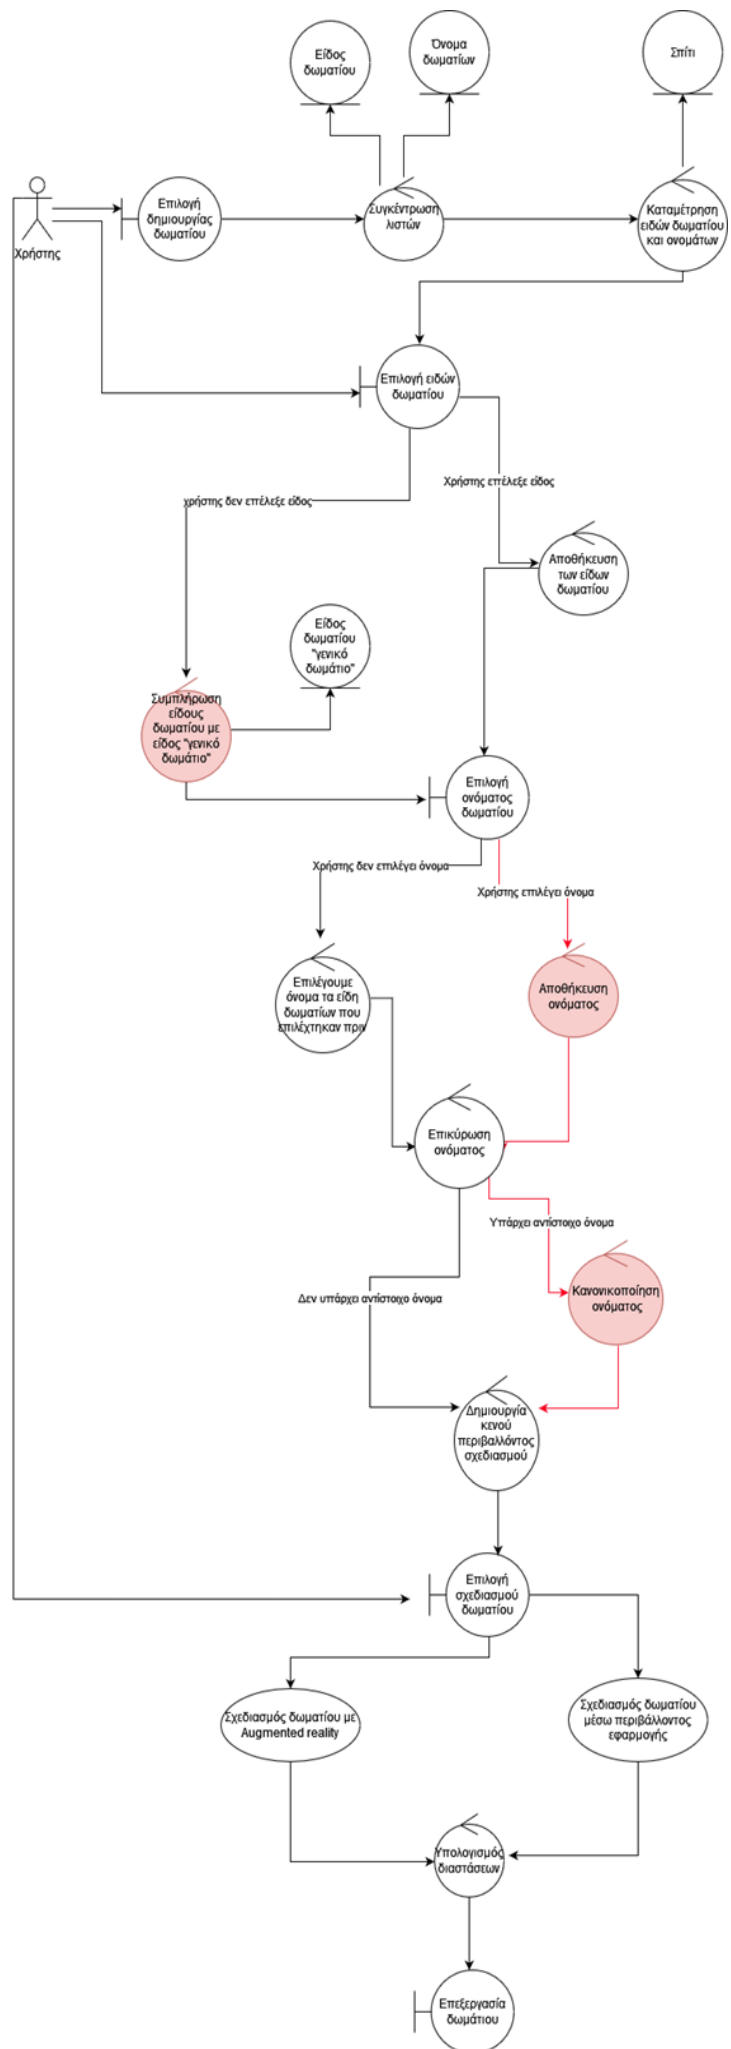 Είδος
δωματίου
Όνομα
δωματίων
Σπίτι
Χρήστης
Επιλογή
δημιουργίας
δωματίου
Συγκέντρωση
λιστών
Καταμέτρηση
ειδών δωματίου
και ονομάτων
Επιλογή ειδών
δωματίου
χρήστης δεν επέλεξε είδος
Χρήστης επέλεξε είδος
Αποθήκευση
των είδων
δωματίου
Είδος
δωματίου
"γενικό
δωμάτιο"
Συμπλήρωση
είδους
δωματίου με
είδος "γενικό
δωμάτιο"
Επιλογή
ονόματος
δωματίου
Χρήστης δεν επιλέγει όνομα
Χρήστης επιλέγει όνομα
Επιλέγουμε
όνομα τα είδη
δωματίων που
επιλέχτηκαν πριν
Αποθήκευση
ονόματος
Επικύρωση
ονόματος
Υπάρχει αντίστοιχο όνομα
Δεν υπάρχει αντίστοιχο όνομα
Κανονικοποίηση
ονόματος
Δημιουργία
κενού
περιβαλλόντος
σχεδιασμού
Επιλογή
σχεδιασμού
δωματίου
Σχεδιασμός δωματίου με
Augmented reality
Σχεδιασμός δωματίου
μέσω περιβάλλοντος
εφαρμογής
Υπολογισμός
διαστάσεων
Επεξεργασία
δωμάτιου